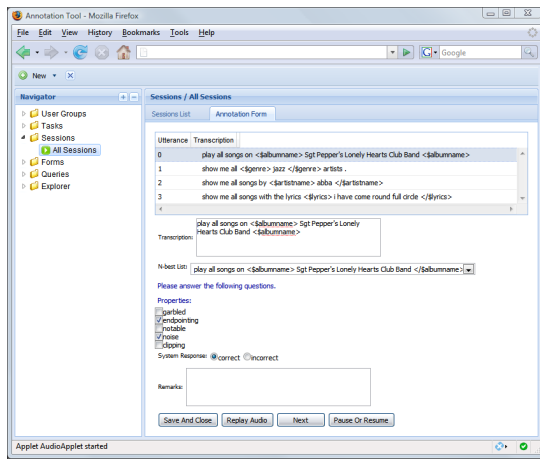 Annotation Tool - Mozilla Firefox
File Edit View History Bookmarks Tools Help
G Google
New
Navigator
Sessions / All Sessions
User Groups
Tasks
Sessions
All Sessions
Forms
Queries
Explorer
Sessions List Annotation Form
Utterance Transcription
0 play all songs on <$albumname> Sgt Pepper's Lonely Hearts Club Band <$albumname>
1 show me all <$genre> jazz </$genre> artists .
2 show me all songs by <$artistname> abba </$artistname>
3 show me all songs with the lyrics <$lyrics> i have come round full circle </$lyrics>
Transcription: play all songs on <$albumname> Sgt Pepper's Lonely
Hearts Club Band <$albumname>
N-best List: play all songs on <$albumname> Sgt Pepper's Lonely Hearts Club Band </$albumname>
Please answer the following questions.
Properties:
garbled
endpointing
notable
noise
clipping
System Response: correct incorrect
Remarks:
Save And Close Replay Audio Next Pause Or Resume
Applet AudioApplet started